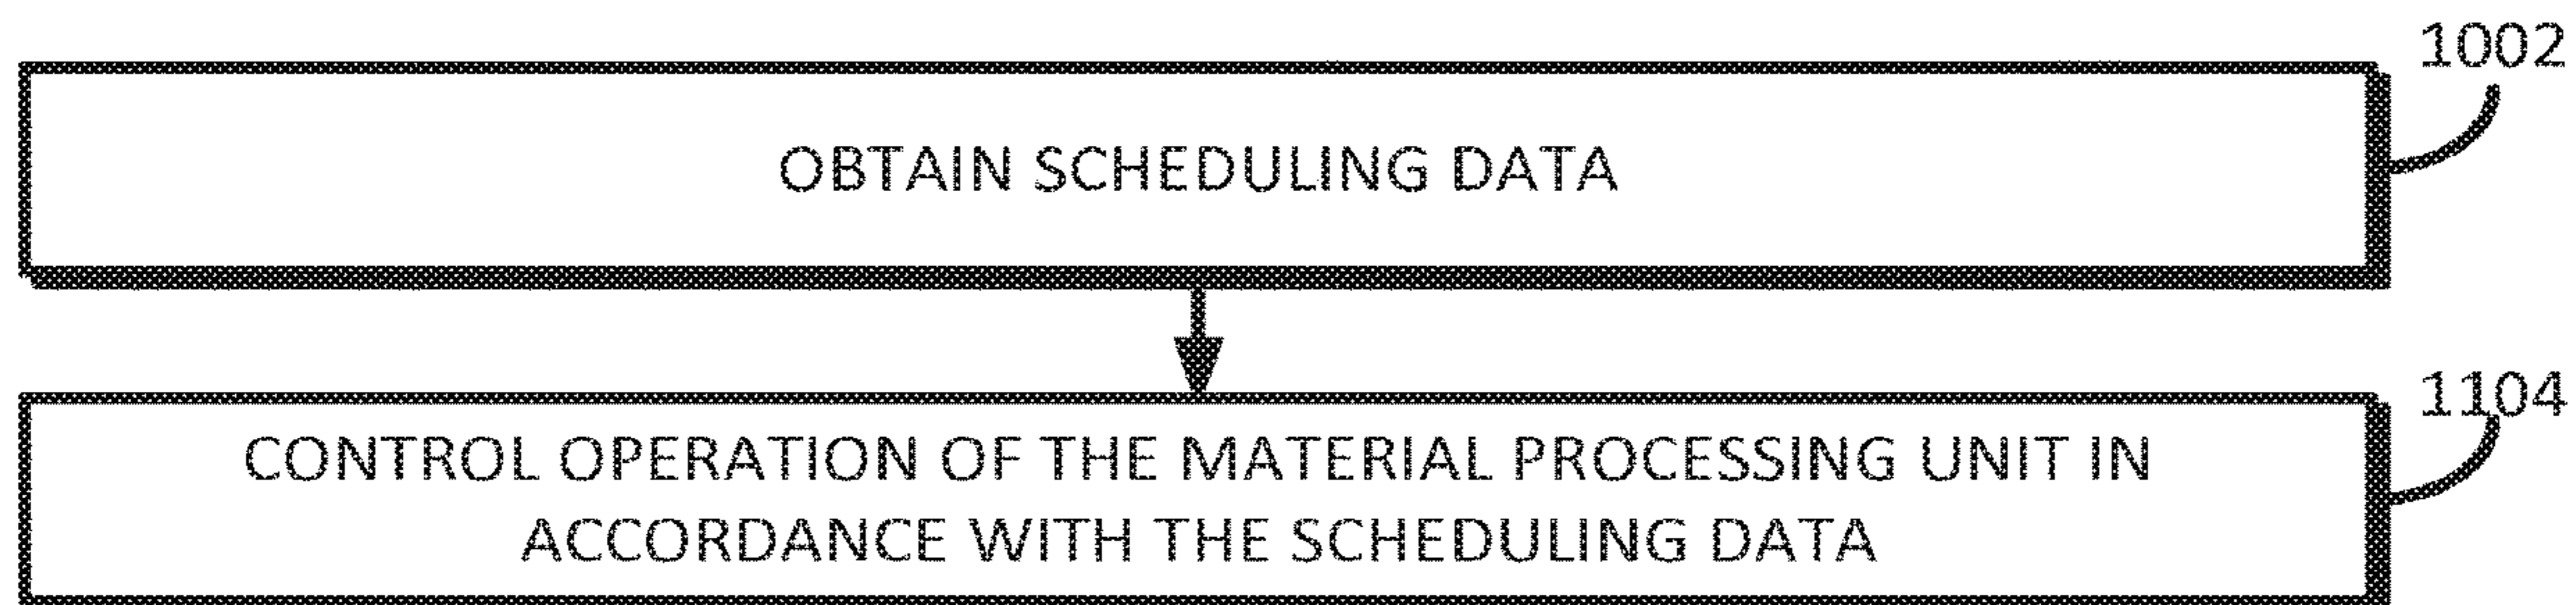 1002
OBTAIN SCHEDULING DATA
1104
CONTROL OPERATION OF THE MATERIAL PROCESSING UNIT IN
ACCORDANCE WITH THE SCHEDULING DATA